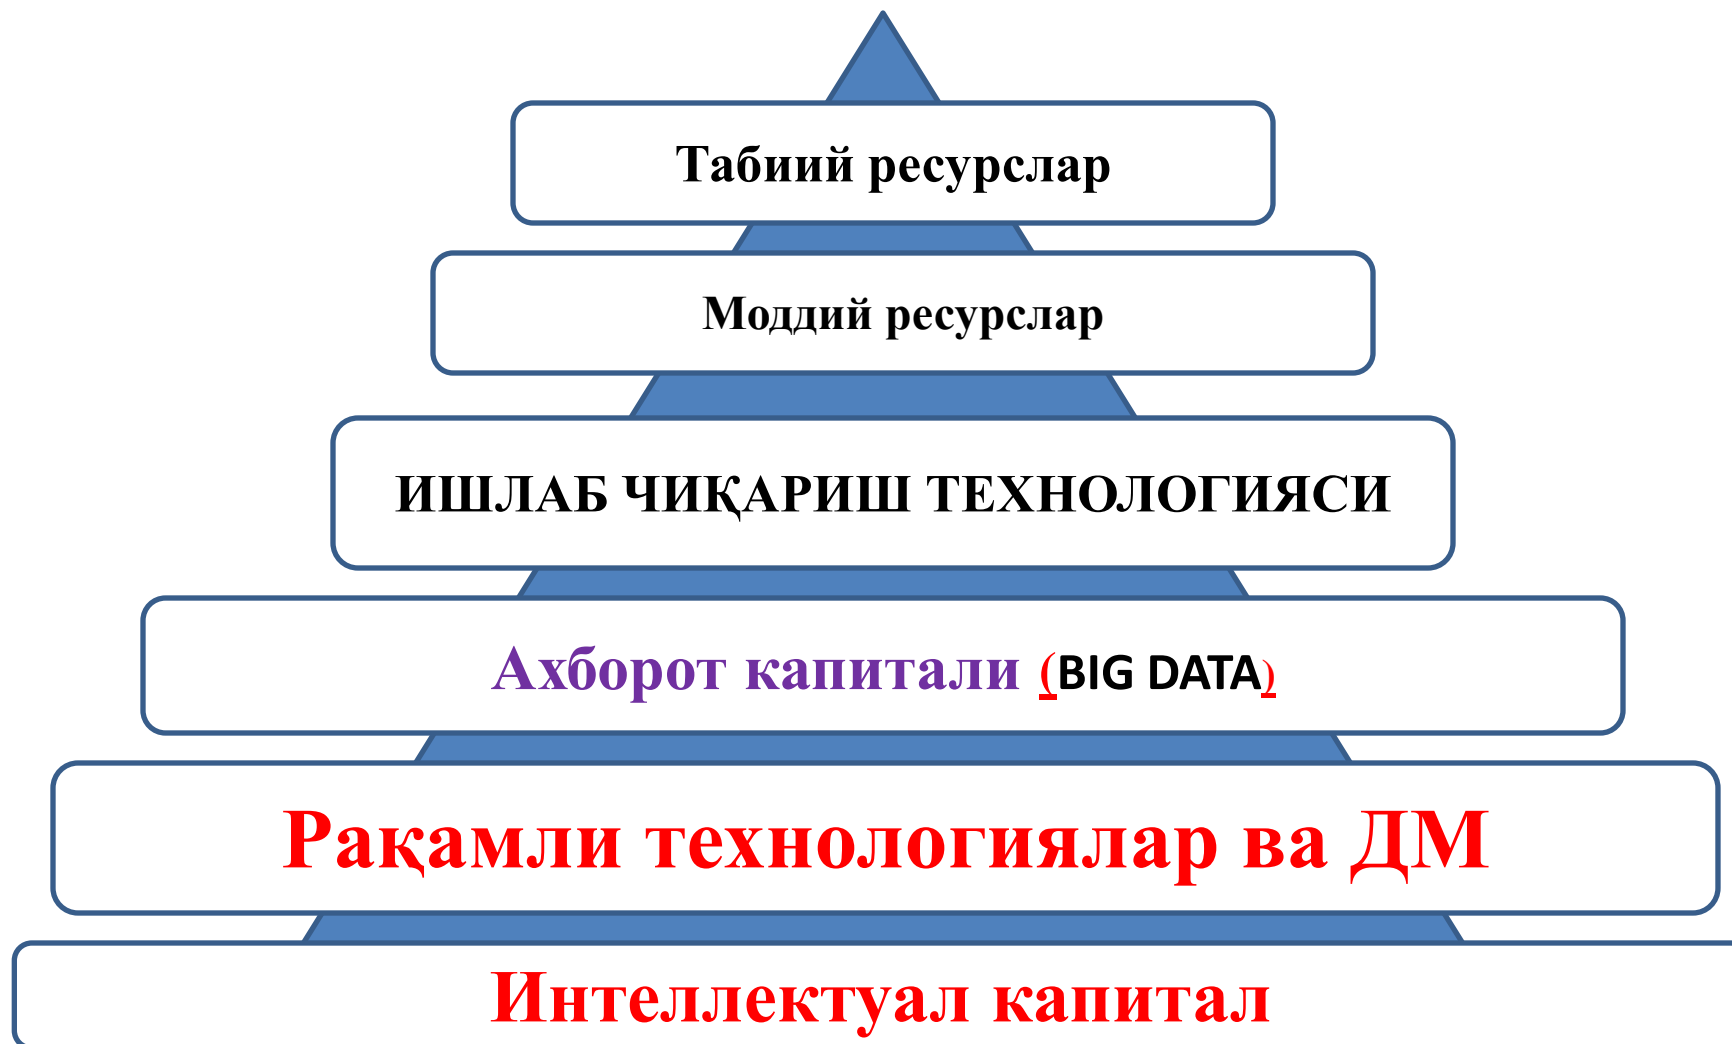 Табиий ресурслар
Моддий ресурслар
ИШЛАБ ЧИҚАРИШ ТЕХНОЛОГИЯСИ
Ахборот капитали (BIG DATA)
Рақамли технологиялар ва ДМ
Интеллектуал капитал